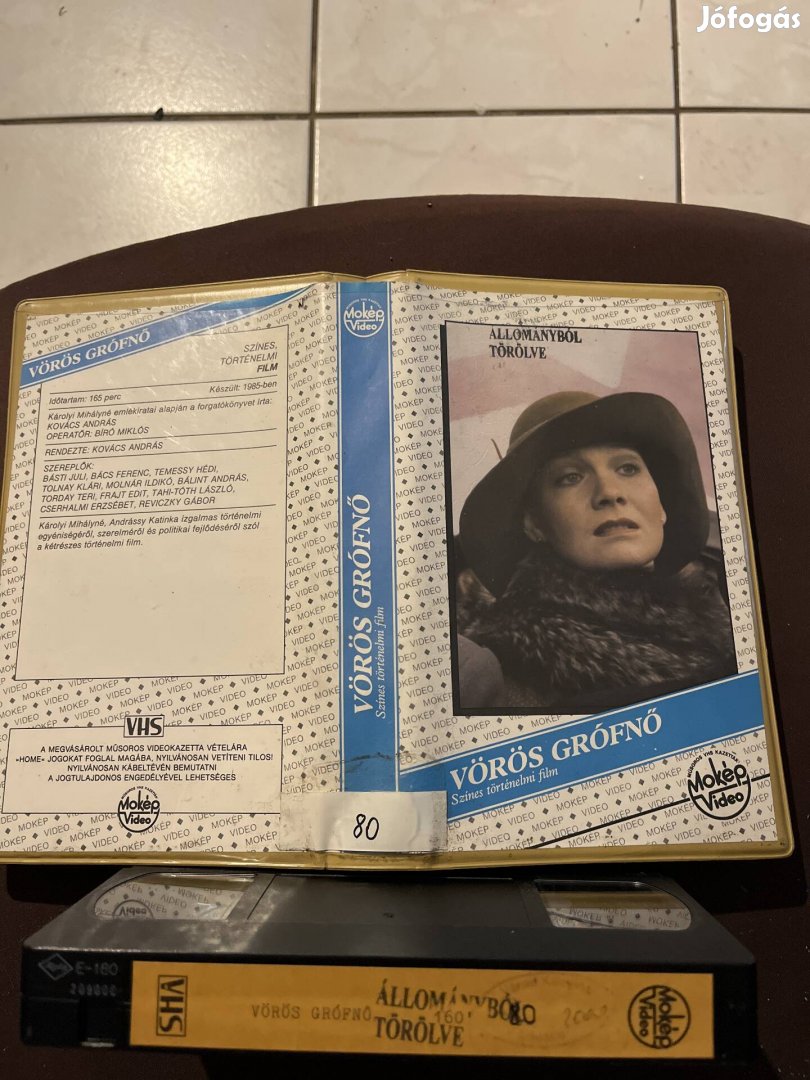 Jófogás
VÖRÖS GRÓFNŐ
SZÍNES,
TÖRTÉNELMI
FILM
Időtartam: 165 perc
Készült: 1985-ben
Károlyi Mihályné emlékiratai alapján a forgatókönyvet írta:
KOVÁCS ANDRÁS
OPERATŐR: BÍRÓ MIKLÓS
RENDEZTE: KOVÁCS ANDRÁS
SZEREPLŐK:
BÁSTI JULI, BÁCS FERENC, TEMESSY HÉDI,
TOLNAY KLÁRI, MOLNÁR ILDIKÓ, BÁLINT ANDRÁS,
TORDAY TERI, FRAJT EDIT, TAHI-TÓTH LÁSZLÓ,
CSERHALMI ERZSÉBET, REVICZKY GÁBOR
Károlyi Mihályné, Andrássy Katinka izgalmas történelmi
egyéniségéről, szerelméről és politikai fejlődéséről szól
a kétrészes történelmi film.
VHS
A MEGVÁSÁROLT MŰSOROS VIDEOKAZETTA VÉTELÁRA
»HOME« JOGOKAT FOGLAL MAGÁBA, NYILVÁNOSAN VETÍTENI TILOS!
NYILVÁNOSAN KÁBELTÉVÉN BEMUTATNI
A JOGTULAJDONOS ENGEDÉLYÉVEL LEHETSÉGES
Mokép
Video
Mokép
Video
VÖRÖS GRÓFNŐ
Színes történelmi film
80
ÁLLOMÁNYBÓL
TÖRÖLVE
VÖRÖS GRÓFNŐ
Színes történelmi film
MŰSOROS VHS KAZETTÁK
Mokép
Video
E-180
VHS
VÖRÖS GRÓFNŐ 160'
ÁLLOMÁNYBÓL
TÖRÖLVE
80
Mokép
Video